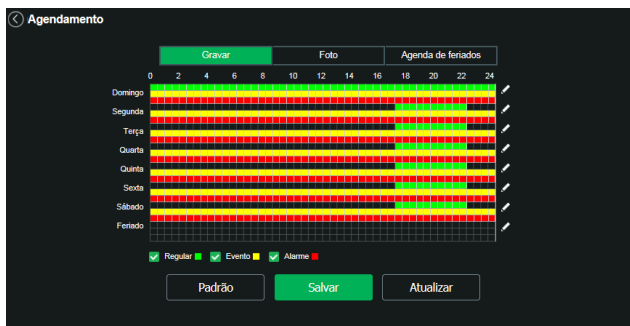 Agendamento
Gravar Foto Agenda de feriados
0 2 4 6 8 10 12 14 16 18 20 22 24
Domingo
Segunda
Terça
Quarta
Quinta
Sexta
Sábado
Feriado
Regular Evento Alarme
Padrão Salvar Atualizar